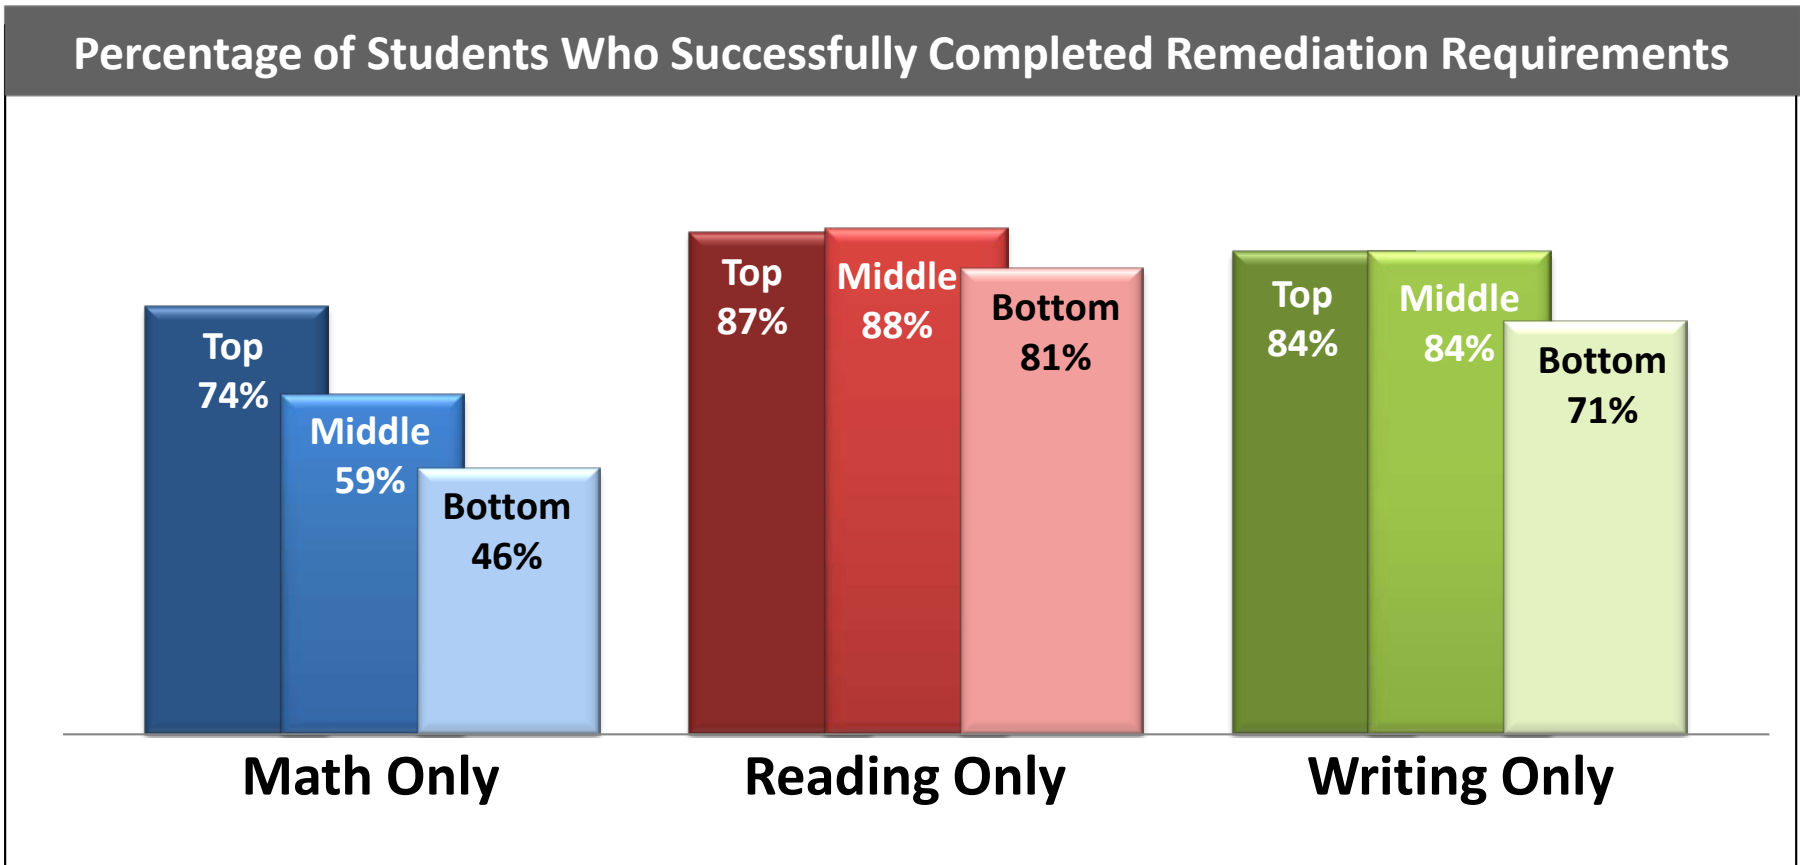 Percentage of Students Who Successfully Completed Remediation Requirements
Top
74%
Middle
59%
Bottom
46%
Top
87%
Middle
88%
Bottom
81%
Top
84%
Middle
84%
Bottom
71%
Math Only
Reading Only
Writing Only